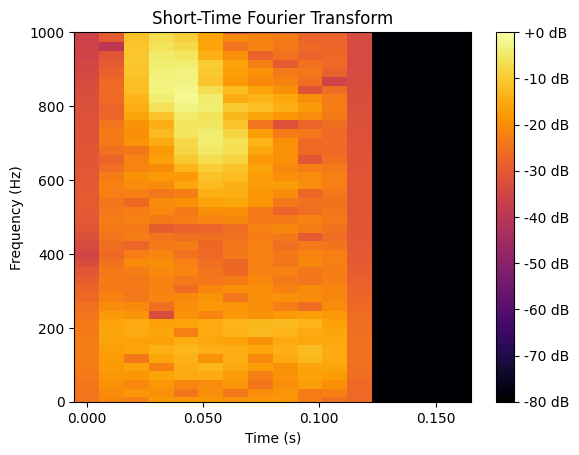 Short-Time Fourier Transform
1000
800
600
400
200
0
Frequency (Hz)
0.000
0.050
0.100
0.150
Time (s)
+0 dB
-10 dB
-20 dB
-30 dB
-40 dB
-50 dB
-60 dB
-70 dB
-80 dB